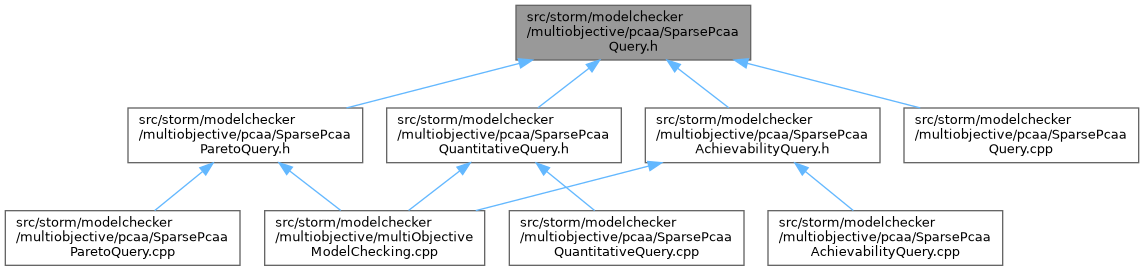 src/storm/modelchecker
/multiobjective/pcaa/SparsePcaa
Query.h
src/storm/modelchecker
/multiobjective/pcaa/SparsePcaa
ParetoQuery.h
src/storm/modelchecker
/multiobjective/pcaa/SparsePcaa
QuantitativeQuery.h
src/storm/modelchecker
/multiobjective/pcaa/SparsePcaa
AchievabilityQuery.h
src/storm/modelchecker
/multiobjective/pcaa/SparsePcaa
Query.cpp
src/storm/modelchecker
/multiobjective/pcaa/SparsePcaa
ParetoQuery.cpp
src/storm/modelchecker
/multiobjective/multiObjective
ModelChecking.cpp
src/storm/modelchecker
/multiobjective/pcaa/SparsePcaa
QuantitativeQuery.cpp
src/storm/modelchecker
/multiobjective/pcaa/SparsePcaa
AchievabilityQuery.cpp